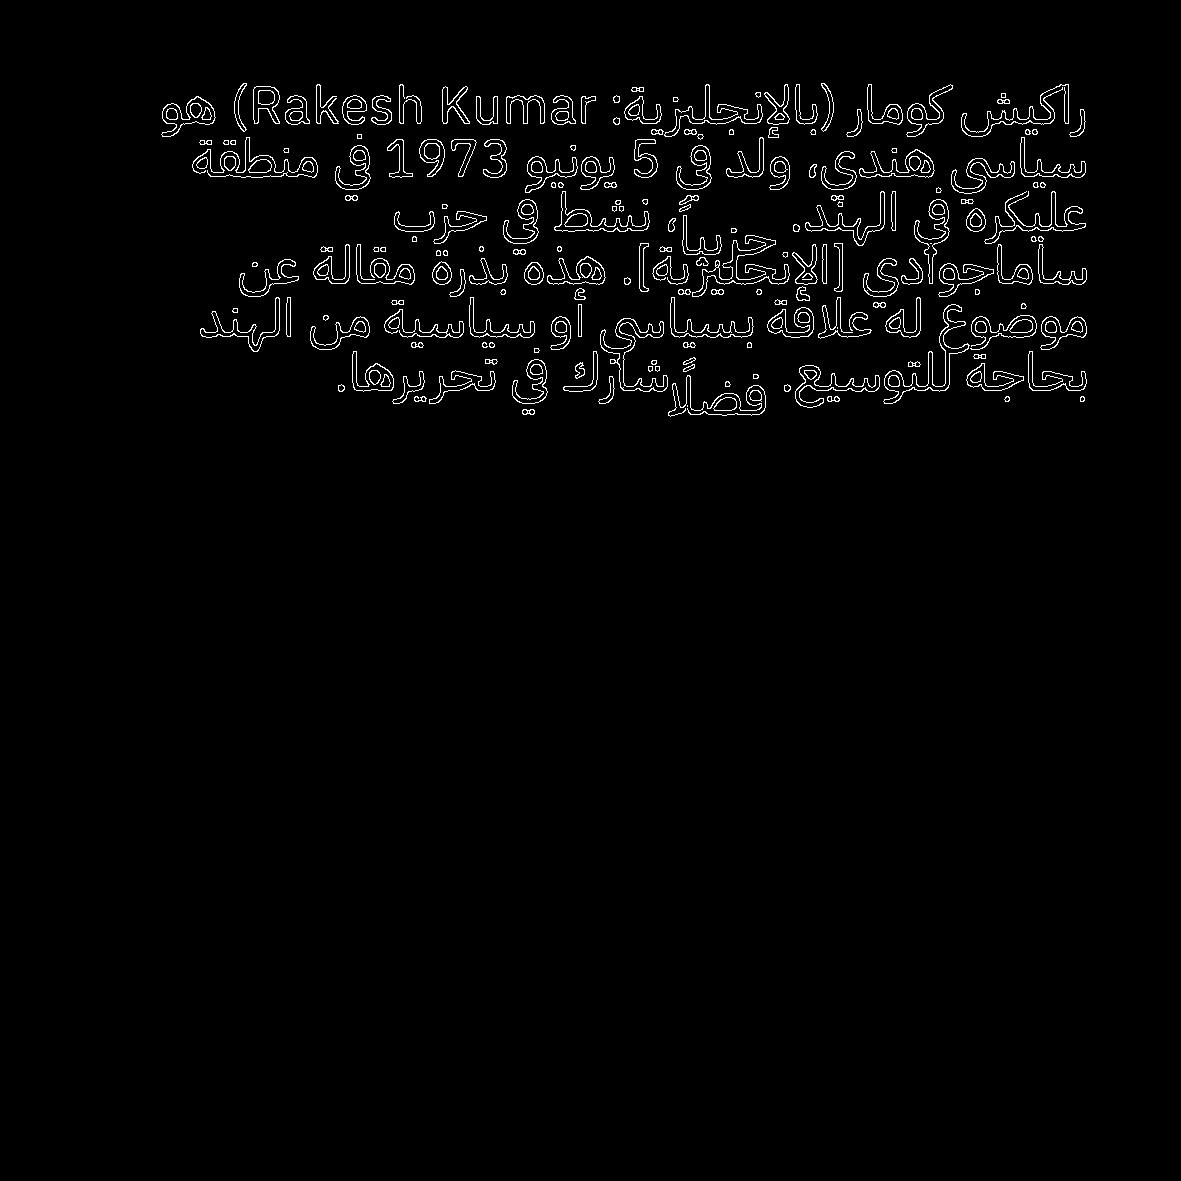 راكيش كومار (بالإنجليزية: Rakesh Kumar) هو
سياسي هندي، ولد في 5 يونيو 1973 في منطقة
عليكرة في الهند. حزبياً، نشط في حزب
ساماجوادي [الإنجليزية]. هذه بذرة مقالة عن
موضوع له علاقة بسياسي أو سياسية من الهند
بحاجة للتوسيع. فضلًا شارك في تحريرها.